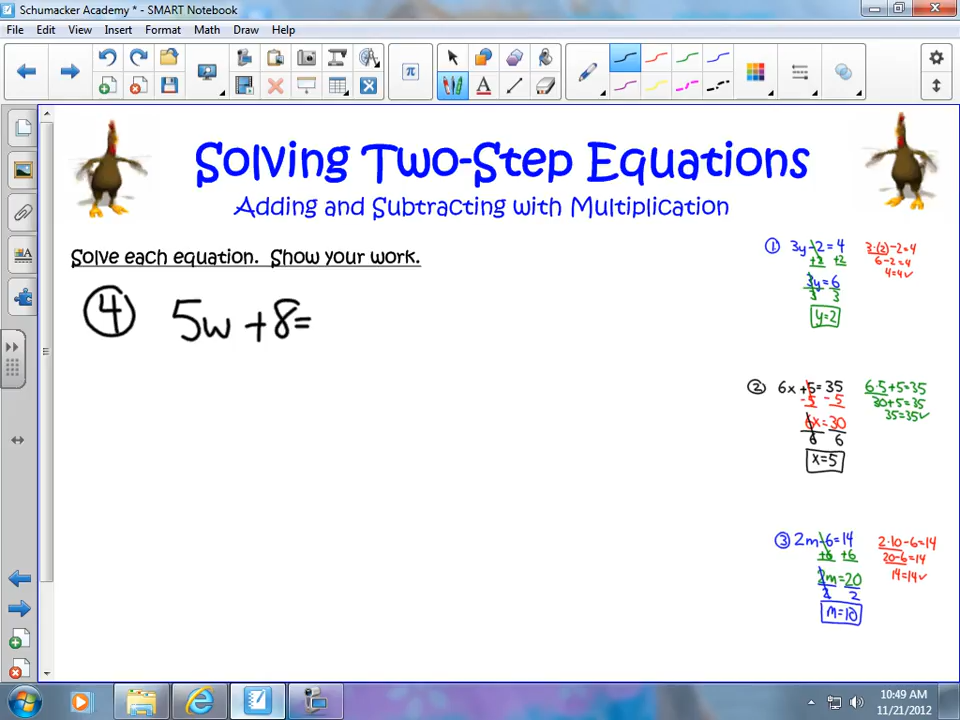 Schumacker Academy * - SMART Notebook
File Edit View Insert Format Math Draw Help
π
A
Solving Two-Step Equations
Adding and Subtracting with Multiplication
Solve each equation. Show your work.
④ 5w +8=
① 3y-2=4
+2 +2
3y=6
3 3
y=2
3·(2)-2=4
6-2=4
4=4✓
② 6x+5=35
-5 -5
6x=30
6 6
x=5
6·5+5=35
30+5=35
35=35✓
③ 2m-6=14
+6 +6
2m=20
2 2
m=10
2·10-6=14
20-6=14
14=14✓
10:49 AM
11/21/2012